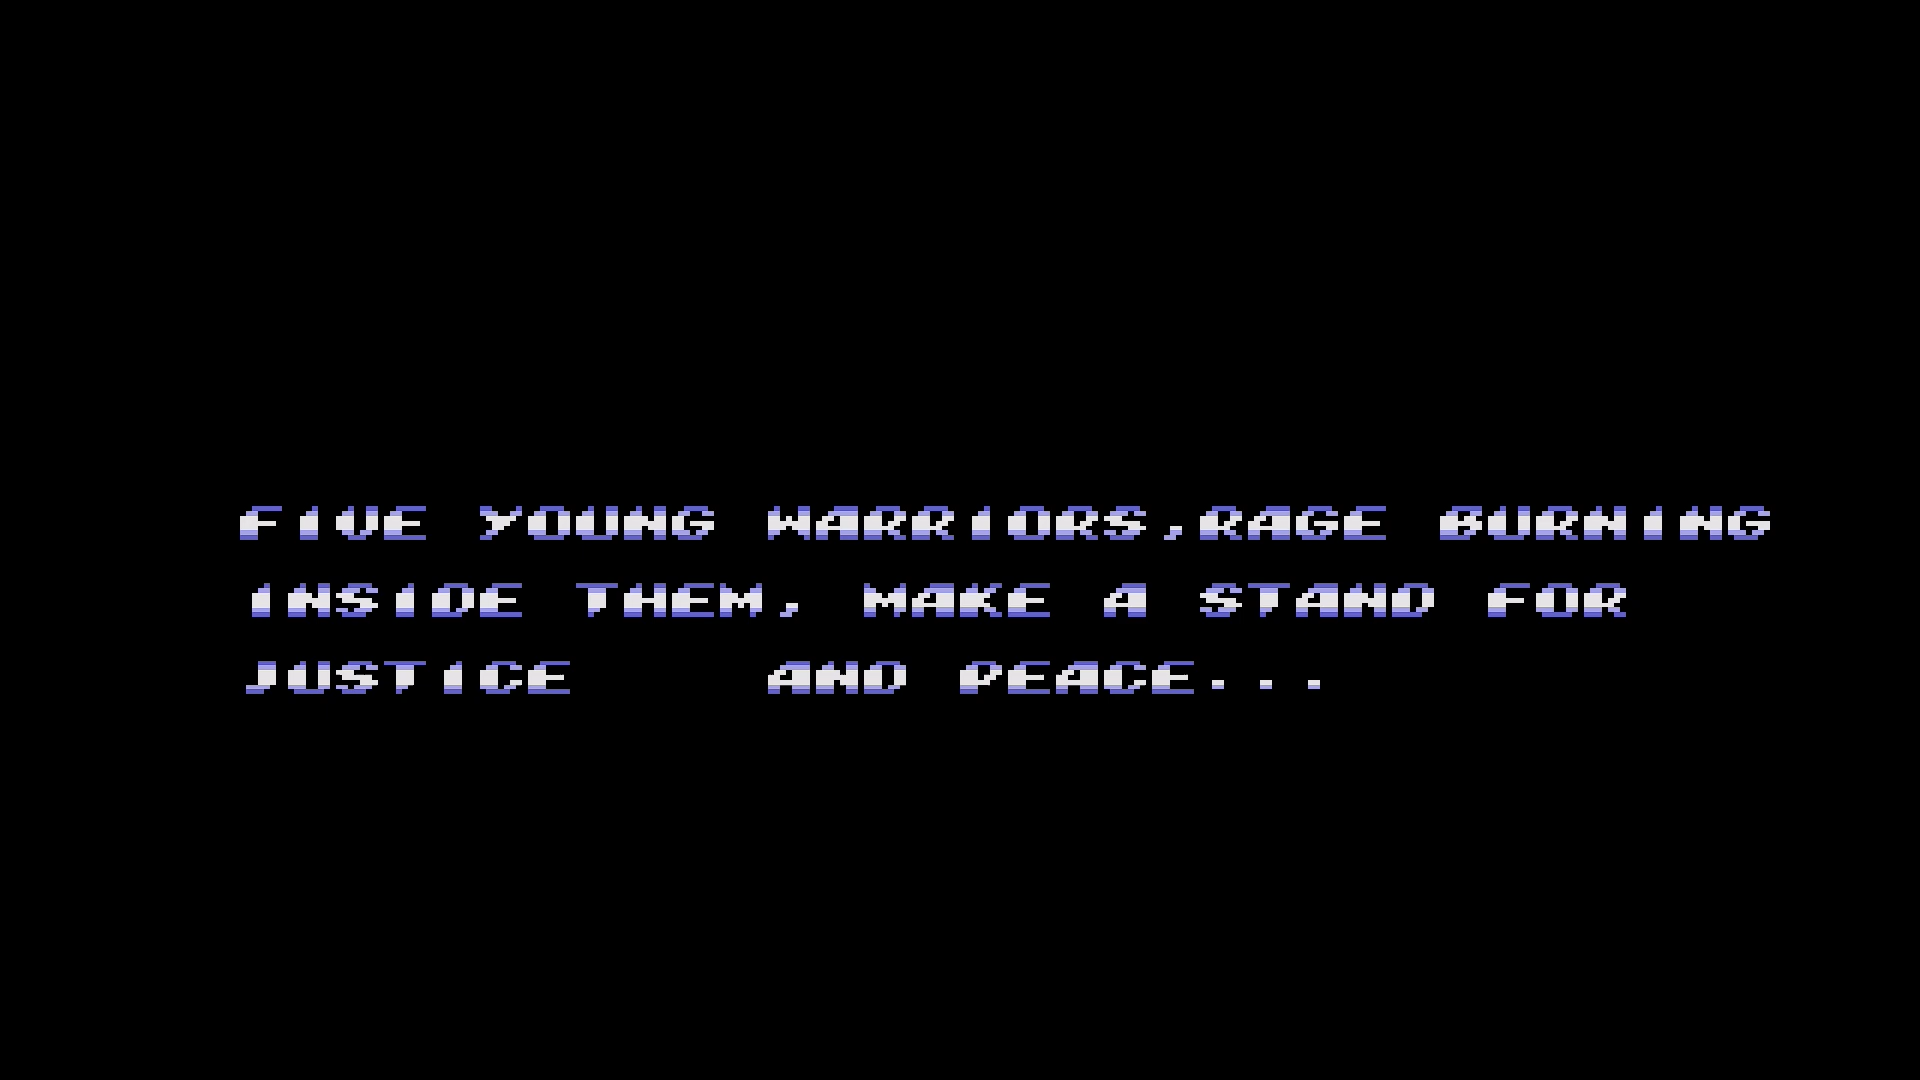 FIVE YOUNG WARRIORS,RAGE BURNING
INSIDE THEM, MAKE A STAND FOR
JUSTICE    AND PEACE...